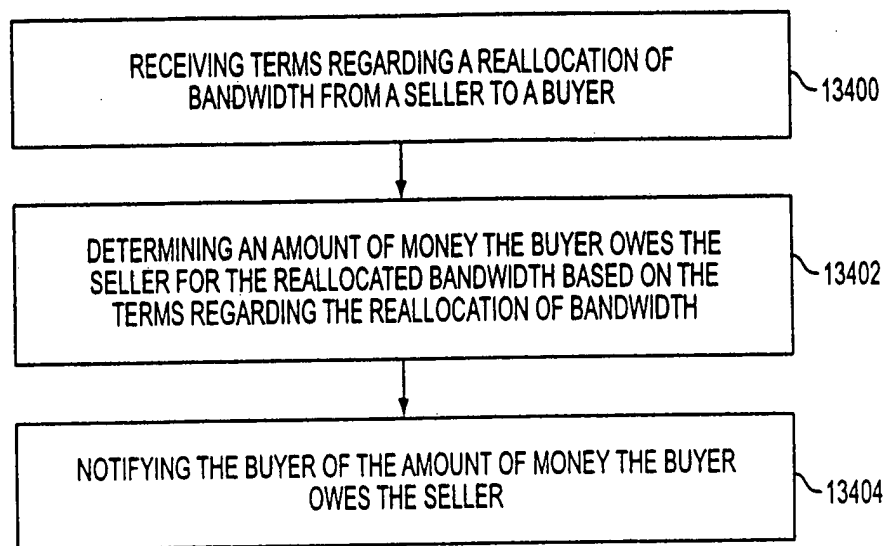 RECEIVING TERMS REGARDING A REALLOCATION OF
BANDWIDTH FROM A SELLER TO A BUYER
13400
DETERMINING AN AMOUNT OF MONEY THE BUYER OWES THE
SELLER FOR THE REALLOCATED BANDWIDTH BASED ON THE
TERMS REGARDING THE REALLOCATION OF BANDWIDTH
13402
NOTIFYING THE BUYER OF THE AMOUNT OF MONEY THE BUYER
OWES THE SELLER
13404